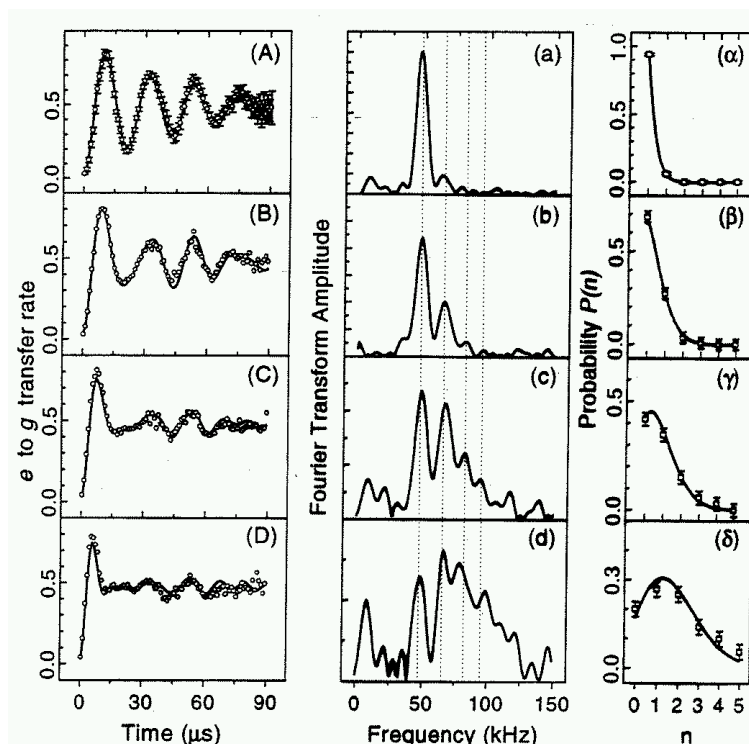 (A)
(a)
(α)
1.0
0.5
0.0
0.5
0.0
(B)
(b)
(β)
0.5
0.0
0.5
0.0
(C)
(c)
(γ)
0.5
0.0
0.5
0.0
(D)
(d)
(δ)
0.5
0.0
0.3
0.0
e to g transfer rate
Fourier Transform Amplitude
Probability P(n)
0 30 60 90
0 50 100 150
0 1 2 3 4 5
Time (μs)
Frequency (kHz)
n